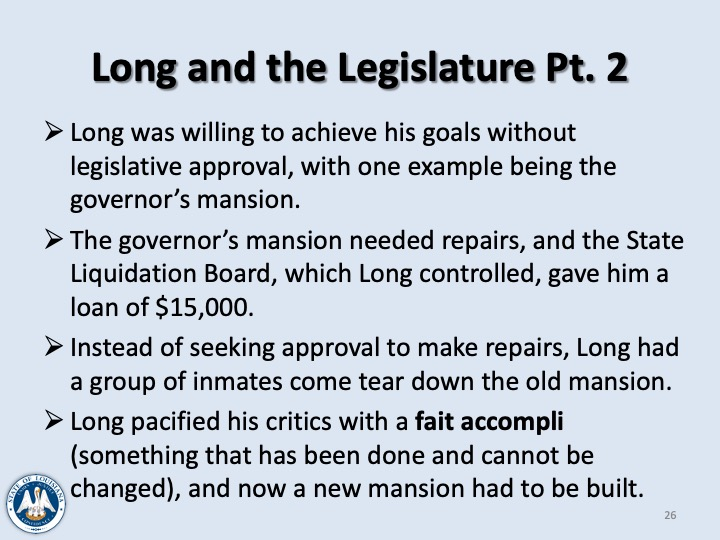 Long and the Legislature Pt. 2
➢ Long was willing to achieve his goals without
legislative approval, with one example being the
governor’s mansion.
➢ The governor’s mansion needed repairs, and the State
Liquidation Board, which Long controlled, gave him a
loan of $15,000.
➢ Instead of seeking approval to make repairs, Long had
a group of inmates come tear down the old mansion.
➢ Long pacified his critics with a fait accompli
(something that has been done and cannot be
changed), and now a new mansion had to be built.
STATE OF LOUISIANA
CONFIDENCE
26